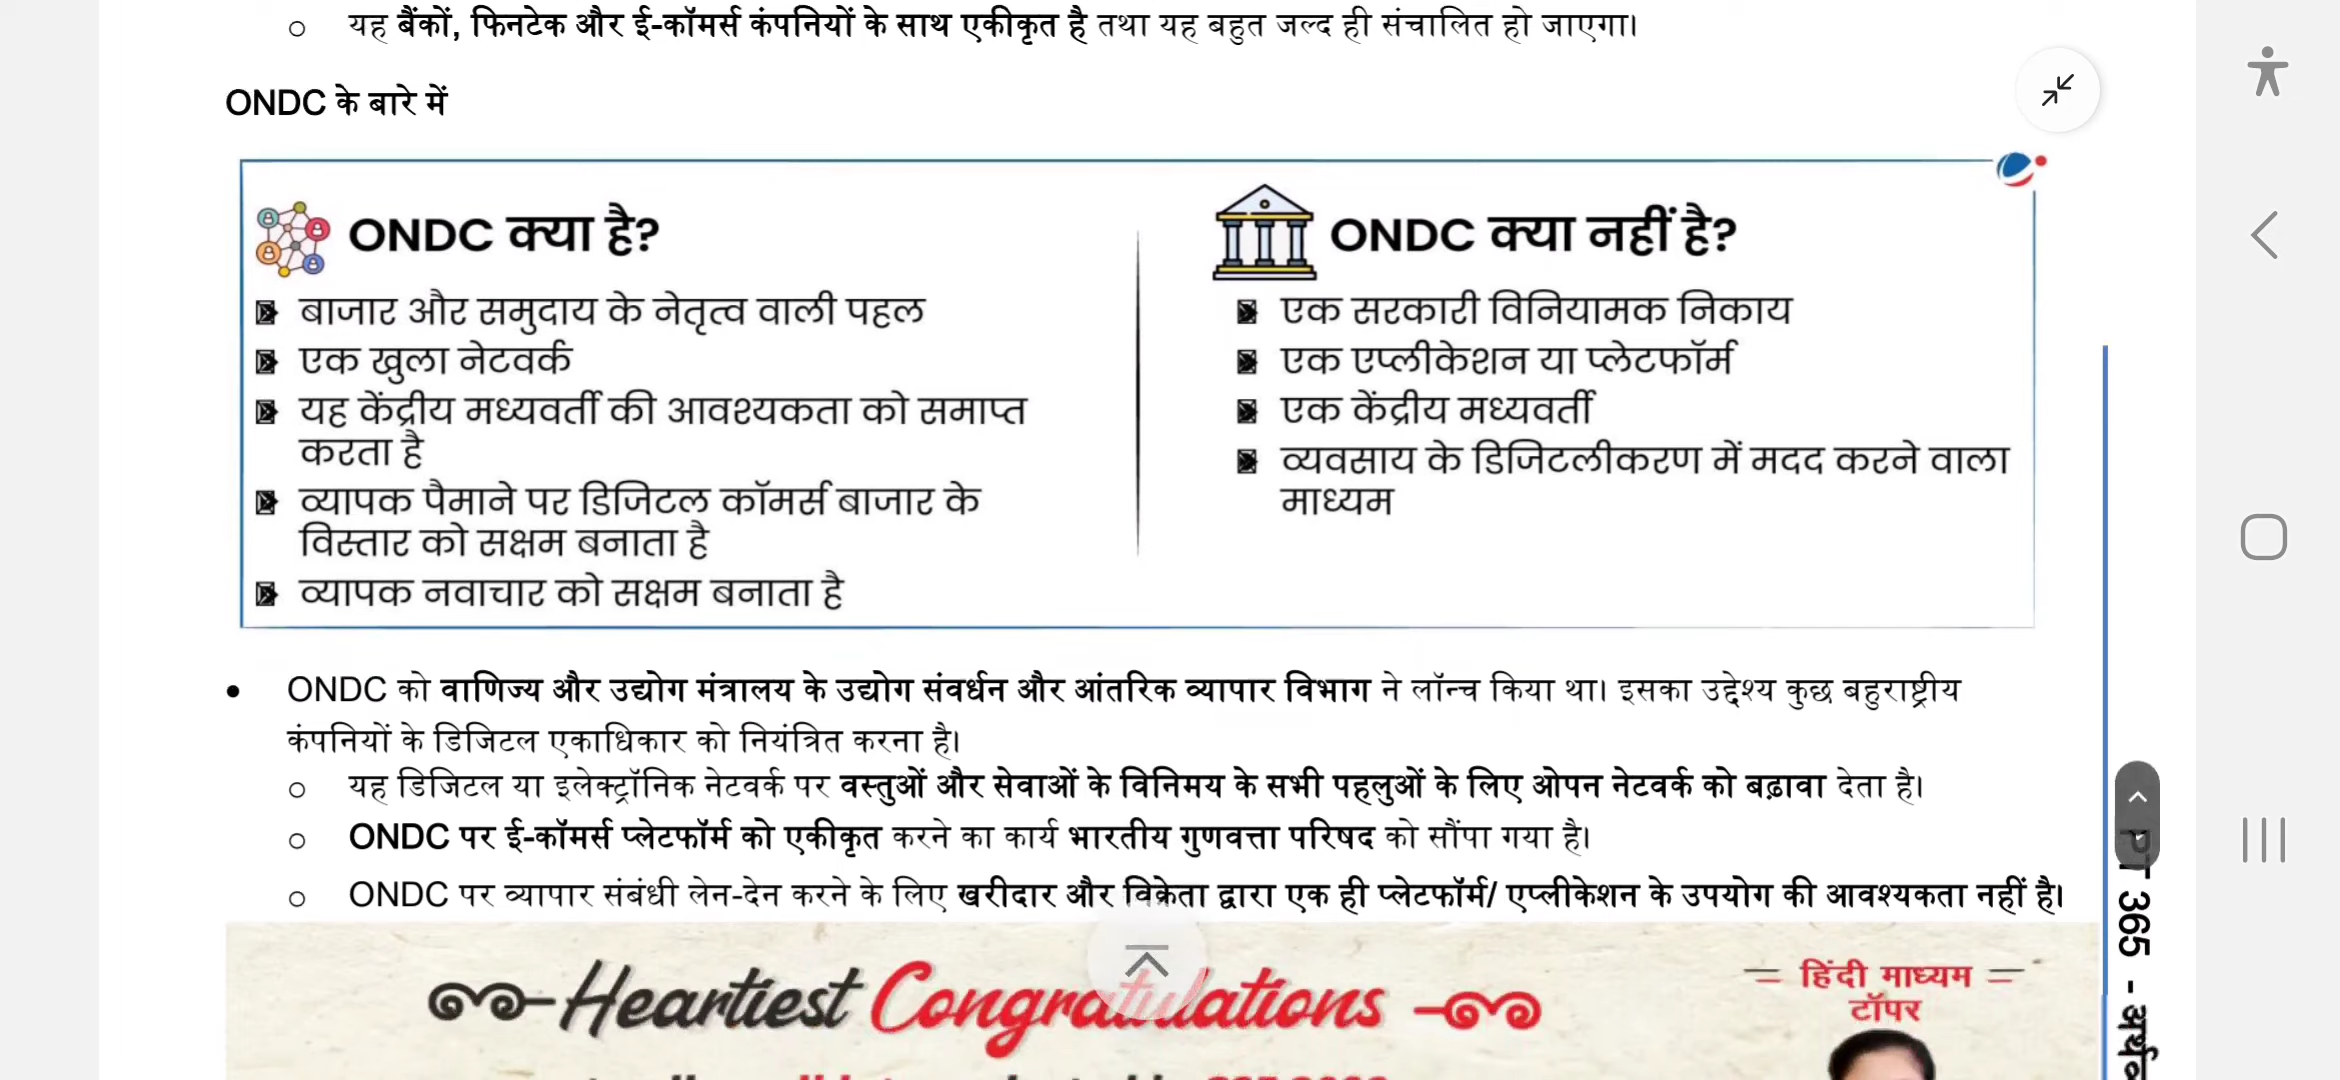 ○ यह बैंकों, फिनटेक और ई-कॉमर्स कंपनियों के साथ एकीकृत है तथा यह बहुत जल्द ही संचालित हो जाएगा।
ONDC के बारे में
ONDC क्या है?
बाजार और समुदाय के नेतृत्व वाली पहल
एक खुला नेटवर्क
यह केंद्रीय मध्यवर्ती की आवश्यकता को समाप्त
करता है
व्यापक पैमाने पर डिजिटल कॉमर्स बाजार के
विस्तार को सक्षम बनाता है
व्यापक नवाचार को सक्षम बनाता है
ONDC क्या नहीं है?
एक सरकारी विनियामक निकाय
एक एप्लीकेशन या प्लेटफॉर्म
एक केंद्रीय मध्यवर्ती
व्यवसाय के डिजिटलीकरण में मदद करने वाला
माध्यम
● ONDC को वाणिज्य और उद्योग मंत्रालय के उद्योग संवर्धन और आंतरिक व्यापार विभाग ने लॉन्च किया था। इसका उद्देश्य कुछ बहुराष्ट्रीय
कंपनियों के डिजिटल एकाधिकार को नियंत्रित करना है।
○ यह डिजिटल या इलेक्ट्रॉनिक नेटवर्क पर वस्तुओं और सेवाओं के विनिमय के सभी पहलुओं के लिए ओपन नेटवर्क को बढ़ावा देता है।
○ ONDC पर ई-कॉमर्स प्लेटफॉर्म को एकीकृत करने का कार्य भारतीय गुणवत्ता परिषद को सौंपा गया है।
○ ONDC पर व्यापार संबंधी लेन-देन करने के लिए खरीदार और विक्रेता द्वारा एक ही प्लेटफॉर्म/ एप्लीकेशन के उपयोग की आवश्यकता नहीं है।
Heartiest Congratulations
हिंदी माध्यम
टॉपर
PT 365 -